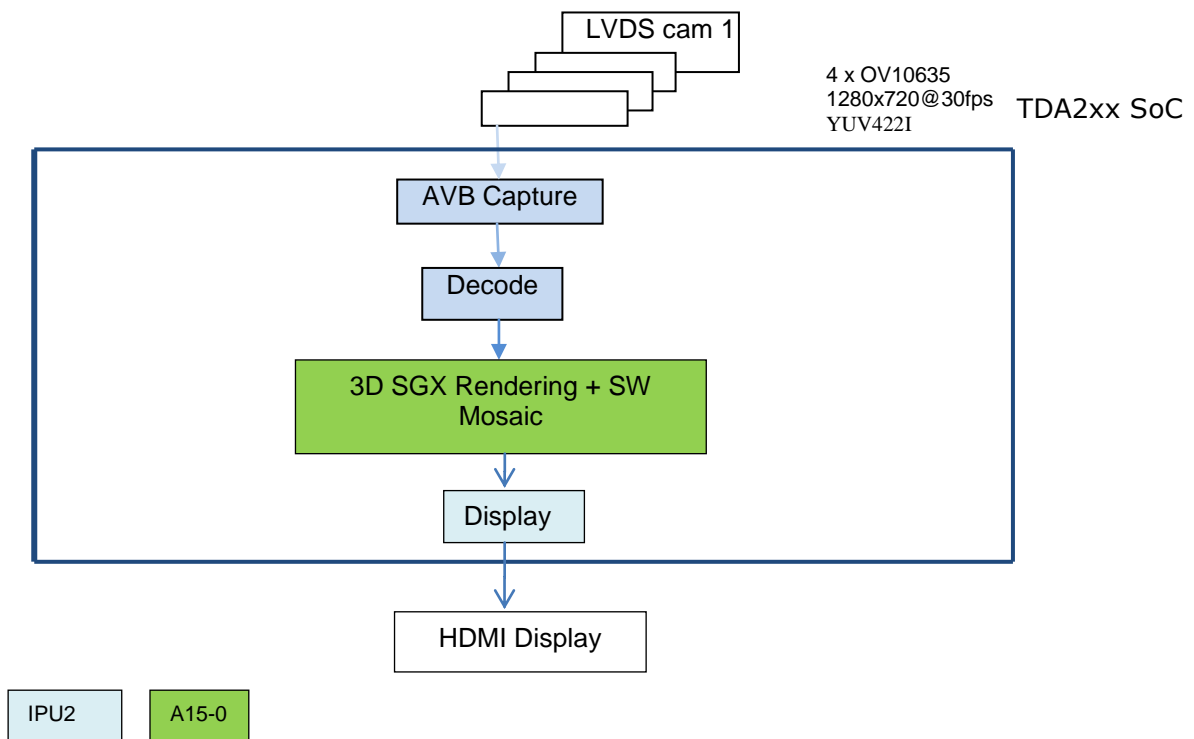 LVDS cam 1
4 x OV10635
1280x720@30fps
YUV422I
TDA2xx SoC
AVB Capture
Decode
3D SGX Rendering + SW
Mosaic
Display
HDMI Display
IPU2
A15-0